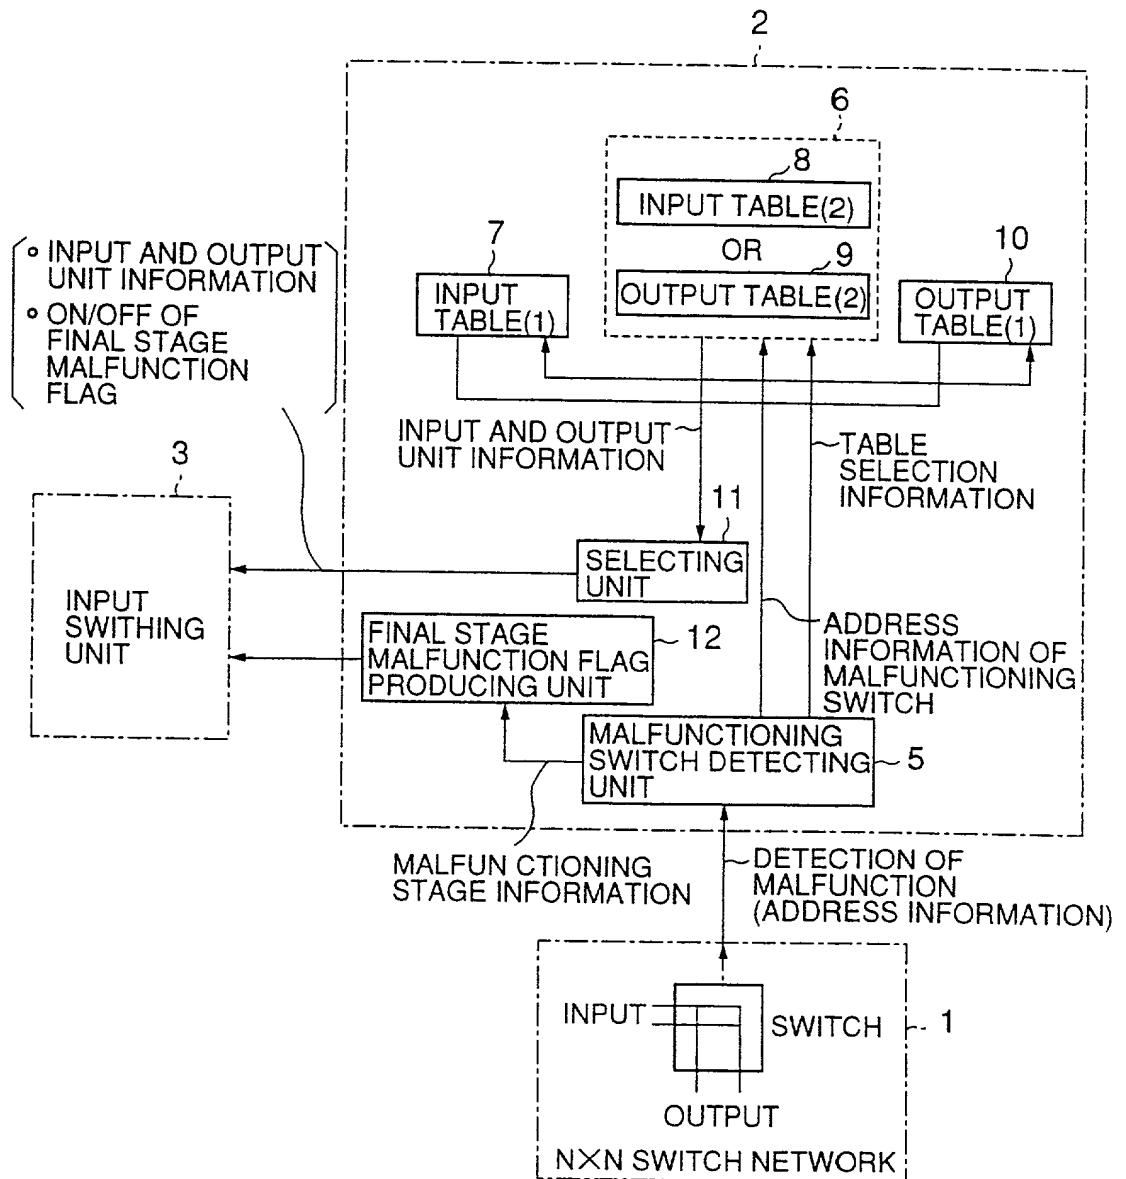 2
6
8
INPUT TABLE(2)
OR
9
OUTPUT TABLE(2)
7
INPUT
TABLE(1)
10
OUTPUT
TABLE(1)
INPUT AND OUTPUT
UNIT INFORMATION
ON/OFF OF
FINAL STAGE
MALFUNCTION
FLAG
INPUT AND OUTPUT
UNIT INFORMATION
TABLE
SELECTION
INFORMATION
3
INPUT
SWITHING
UNIT
11
SELECTING
UNIT
12
FINAL STAGE
MALFUNCTION FLAG
PRODUCING UNIT
ADDRESS
INFORMATION OF
MALFUNCTIONING
SWITCH
MALFUNCTIONING
SWITCH DETECTING
UNIT
5
MALFUN CTIONING
STAGE INFORMATION
DETECTION OF
MALFUNCTION
(ADDRESS INFORMATION)
INPUT
SWITCH
1
OUTPUT
N×N SWITCH NETWORK